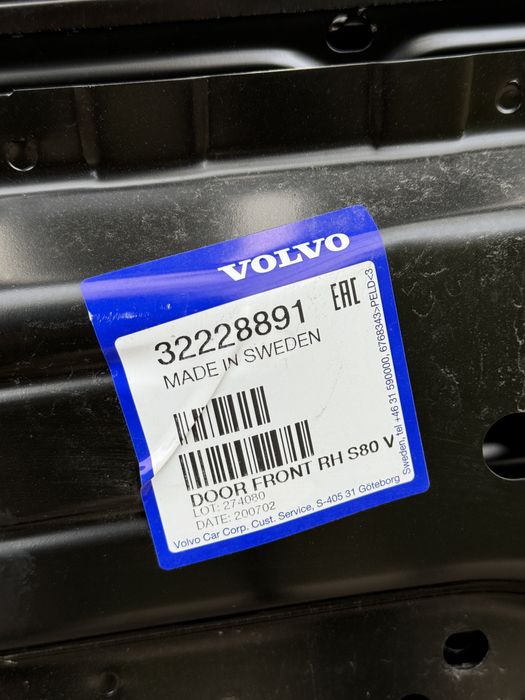 VOLVO
32228891
EAC
MADE IN SWEDEN
DOOR FRONT RH S80 V
LOT: 274080
DATE: 200702
Volvo Car Corp. Cust. Service, S-405 31 Göteborg
Sweden, tel +46 31 590000, 6768343>PELD<3